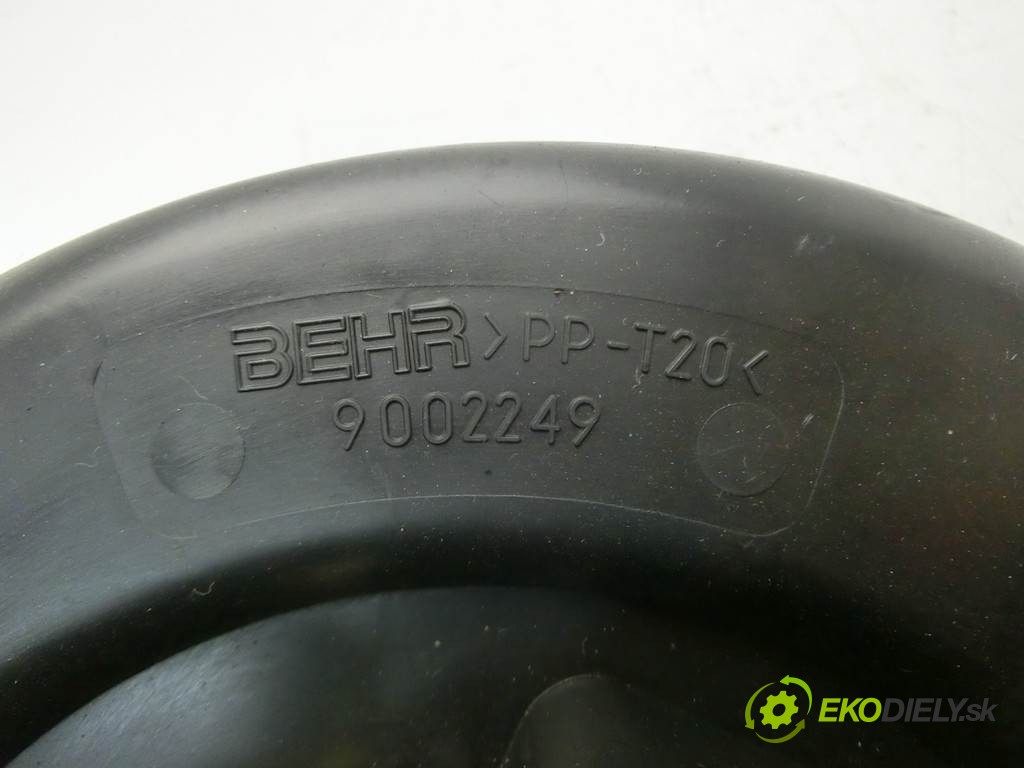 BEHR >PP-T20<
9002249
EKODIELY.sk